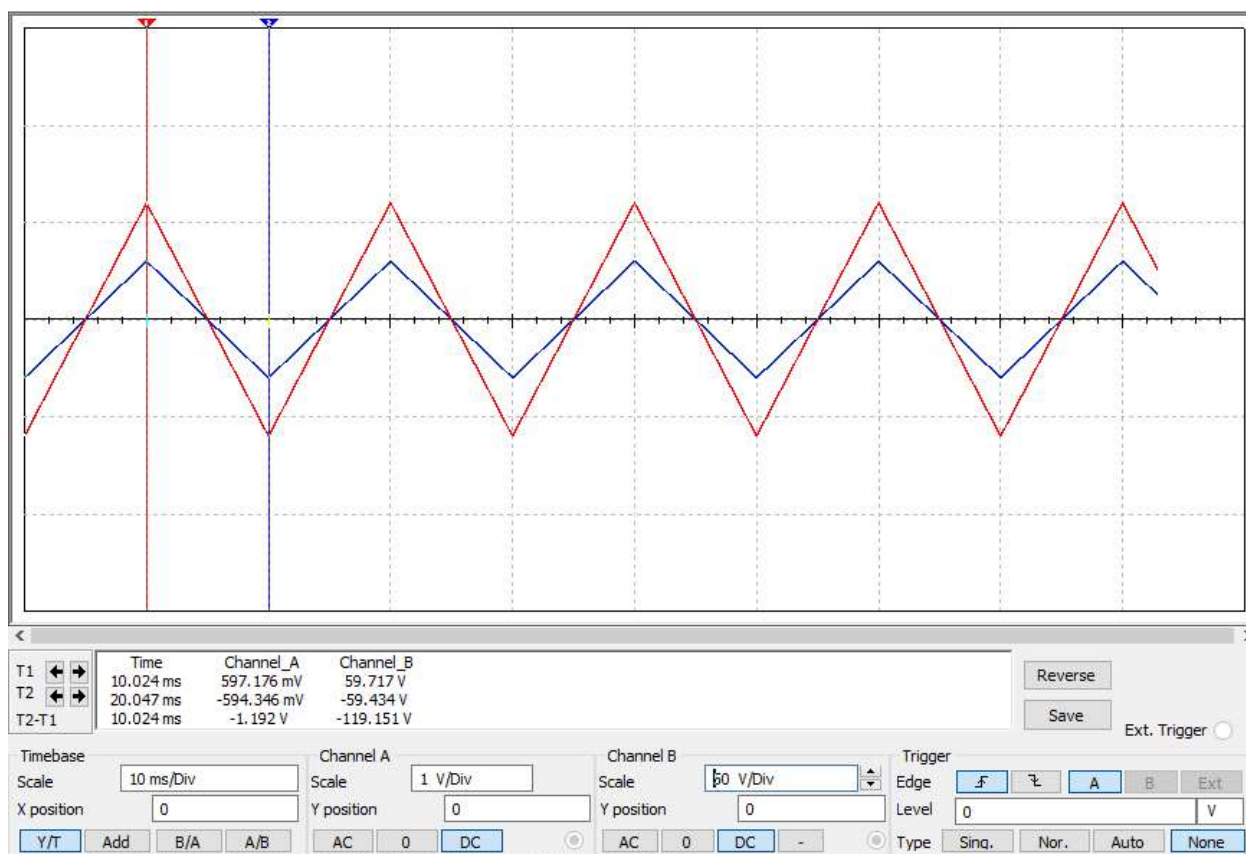 1 2
Time Channel_A Channel_B
T1 10.024 ms 597.176 mV 59.717 V
T2 20.047 ms -594.346 mV -59.434 V
T2-T1 10.024 ms -1.192 V -119.151 V
Reverse
Save
Ext. Trigger
Timebase Channel A Channel B Trigger
Scale 10 ms/Div Scale 1 V/Div Scale 50 V/Div Edge A B Ext
X position 0 Y position 0 Y position 0 Level 0 V
Y/T Add B/A A/B AC 0 DC AC 0 DC - Type Sing. Nor. Auto None